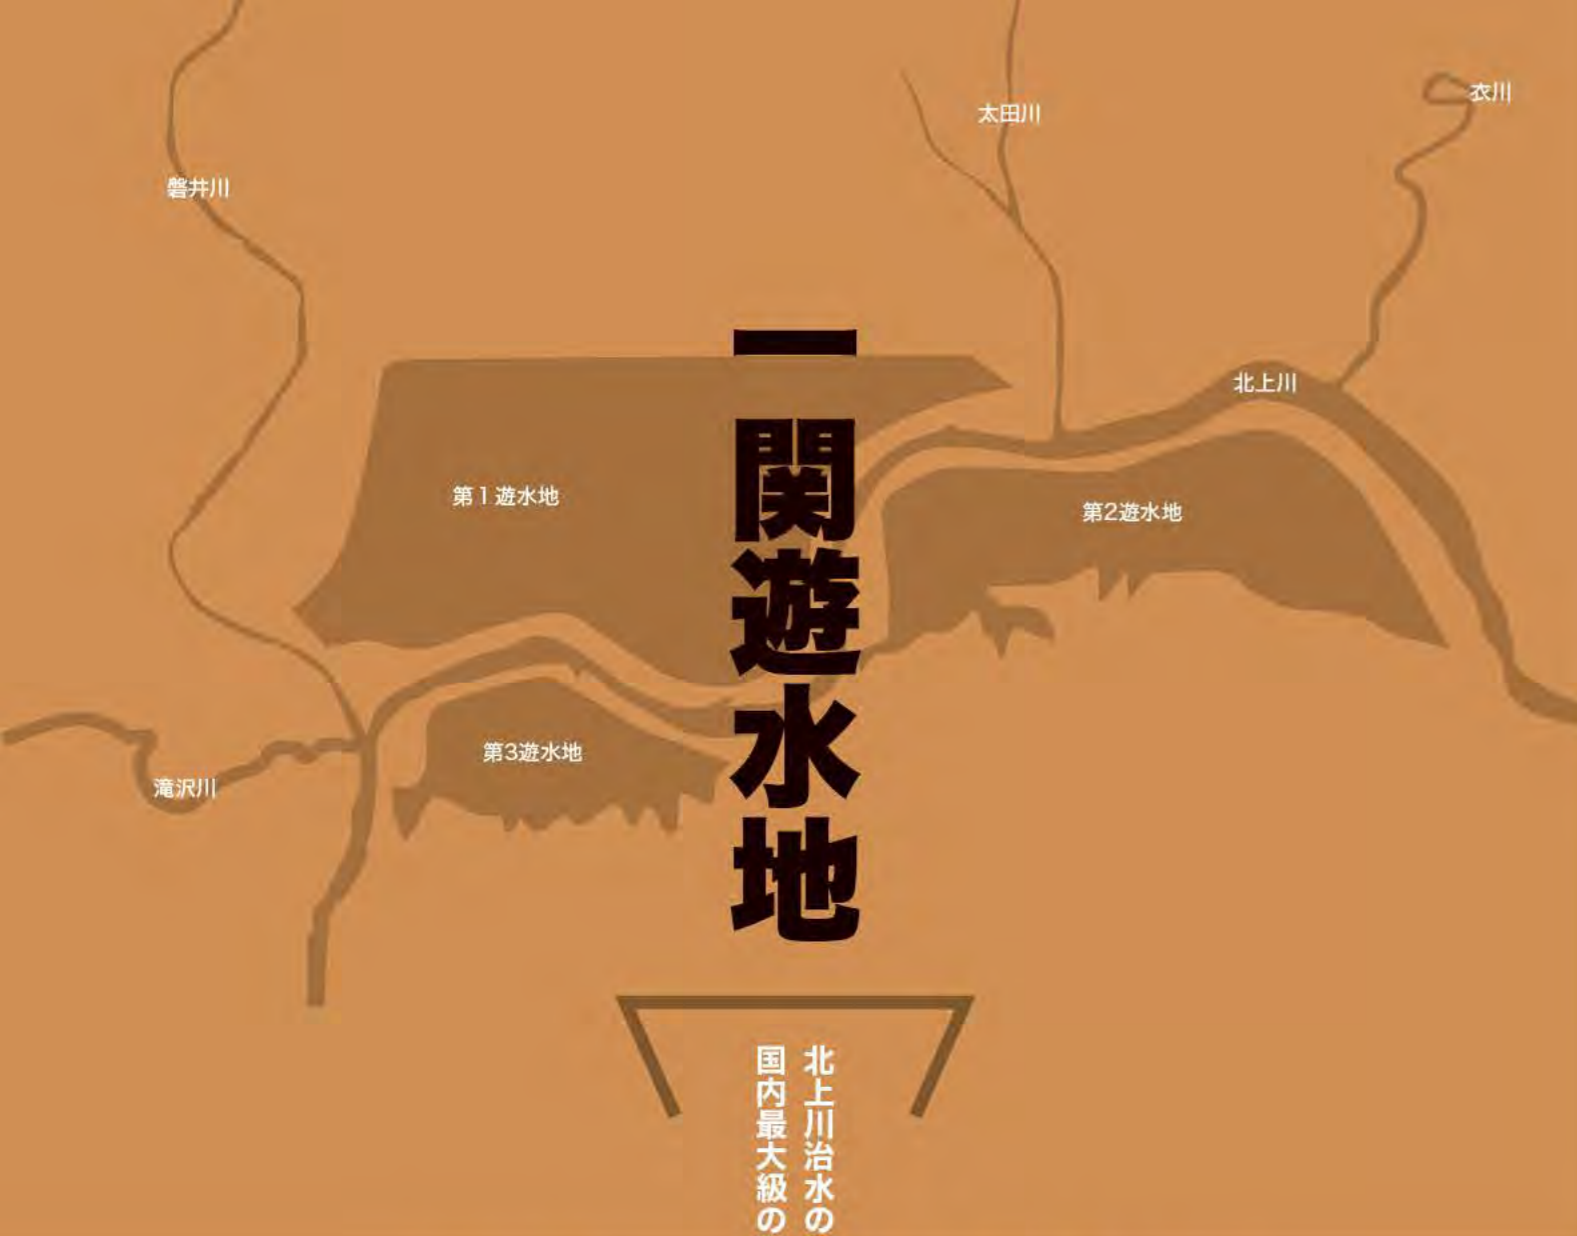 衣川
太田川
磐井川
北上川
第１遊水地
第2遊水地
第3遊水地
滝沢川
一関遊水地
北上川治水の
国内最大級の